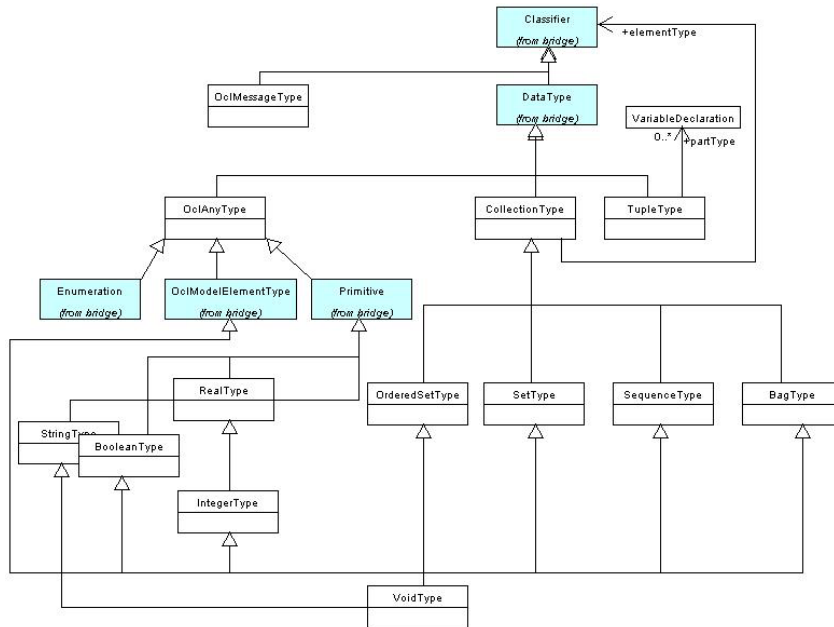 Classifier
(from bridge)
+elementType
OclMessageType
DataType
(from bridge)
VariableDeclaration
0..*
+partType
OclAnyType
CollectionType
TupleType
Enumeration
(from bridge)
OclModelElementType
(from bridge)
Primitive
(from bridge)
RealType
OrderedSetType
SetType
SequenceType
BagType
StringType
BooleanType
IntegerType
VoidType